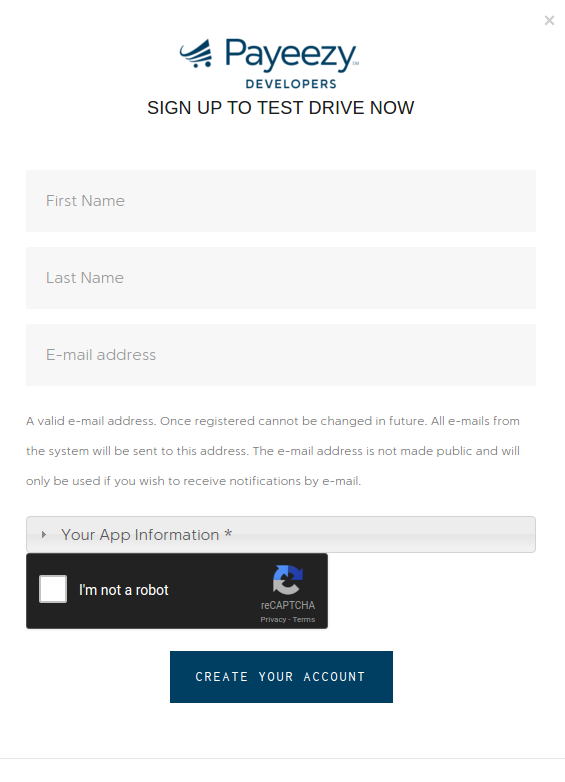 ×
Payeezy
DEVELOPERS
SIGN UP TO TEST DRIVE NOW
First Name
Last Name
E-mail address
A valid e-mail address. Once registered cannot be changed in future. All e-mails from
the system will be sent to this address. The e-mail address is not made public and will
only be used if you wish to receive notifications by e-mail.
Your App Information *
I'm not a robot
reCAPTCHA
Privacy - Terms
CREATE YOUR ACCOUNT